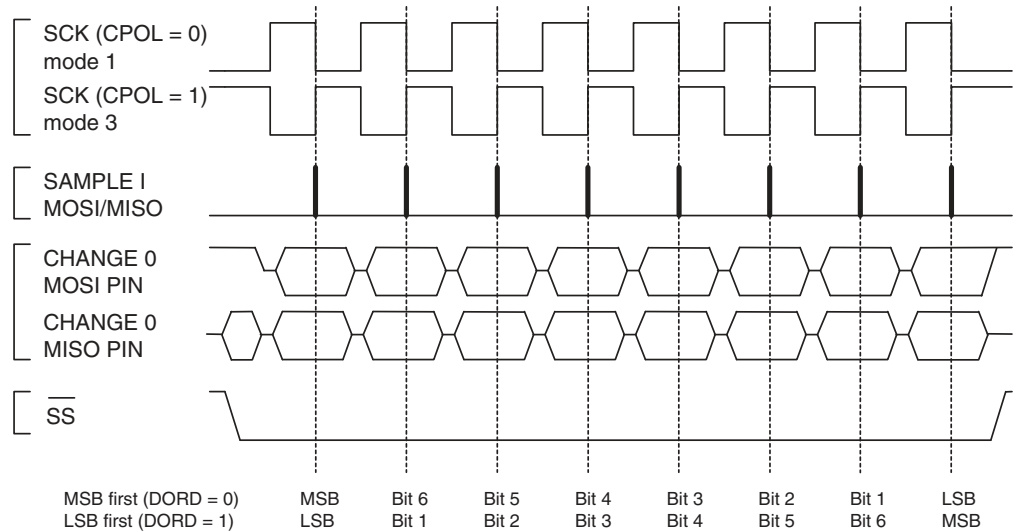 SCK (CPOL = 0)
mode 1
SCK (CPOL = 1)
mode 3
SAMPLE I
MOSI/MISO
CHANGE 0
MOSI PIN
CHANGE 0
MISO PIN
SS
MSB first (DORD = 0) MSB Bit 6 Bit 5 Bit 4 Bit 3 Bit 2 Bit 1 LSB
LSB first (DORD = 1) LSB Bit 1 Bit 2 Bit 3 Bit 4 Bit 5 Bit 6 MSB